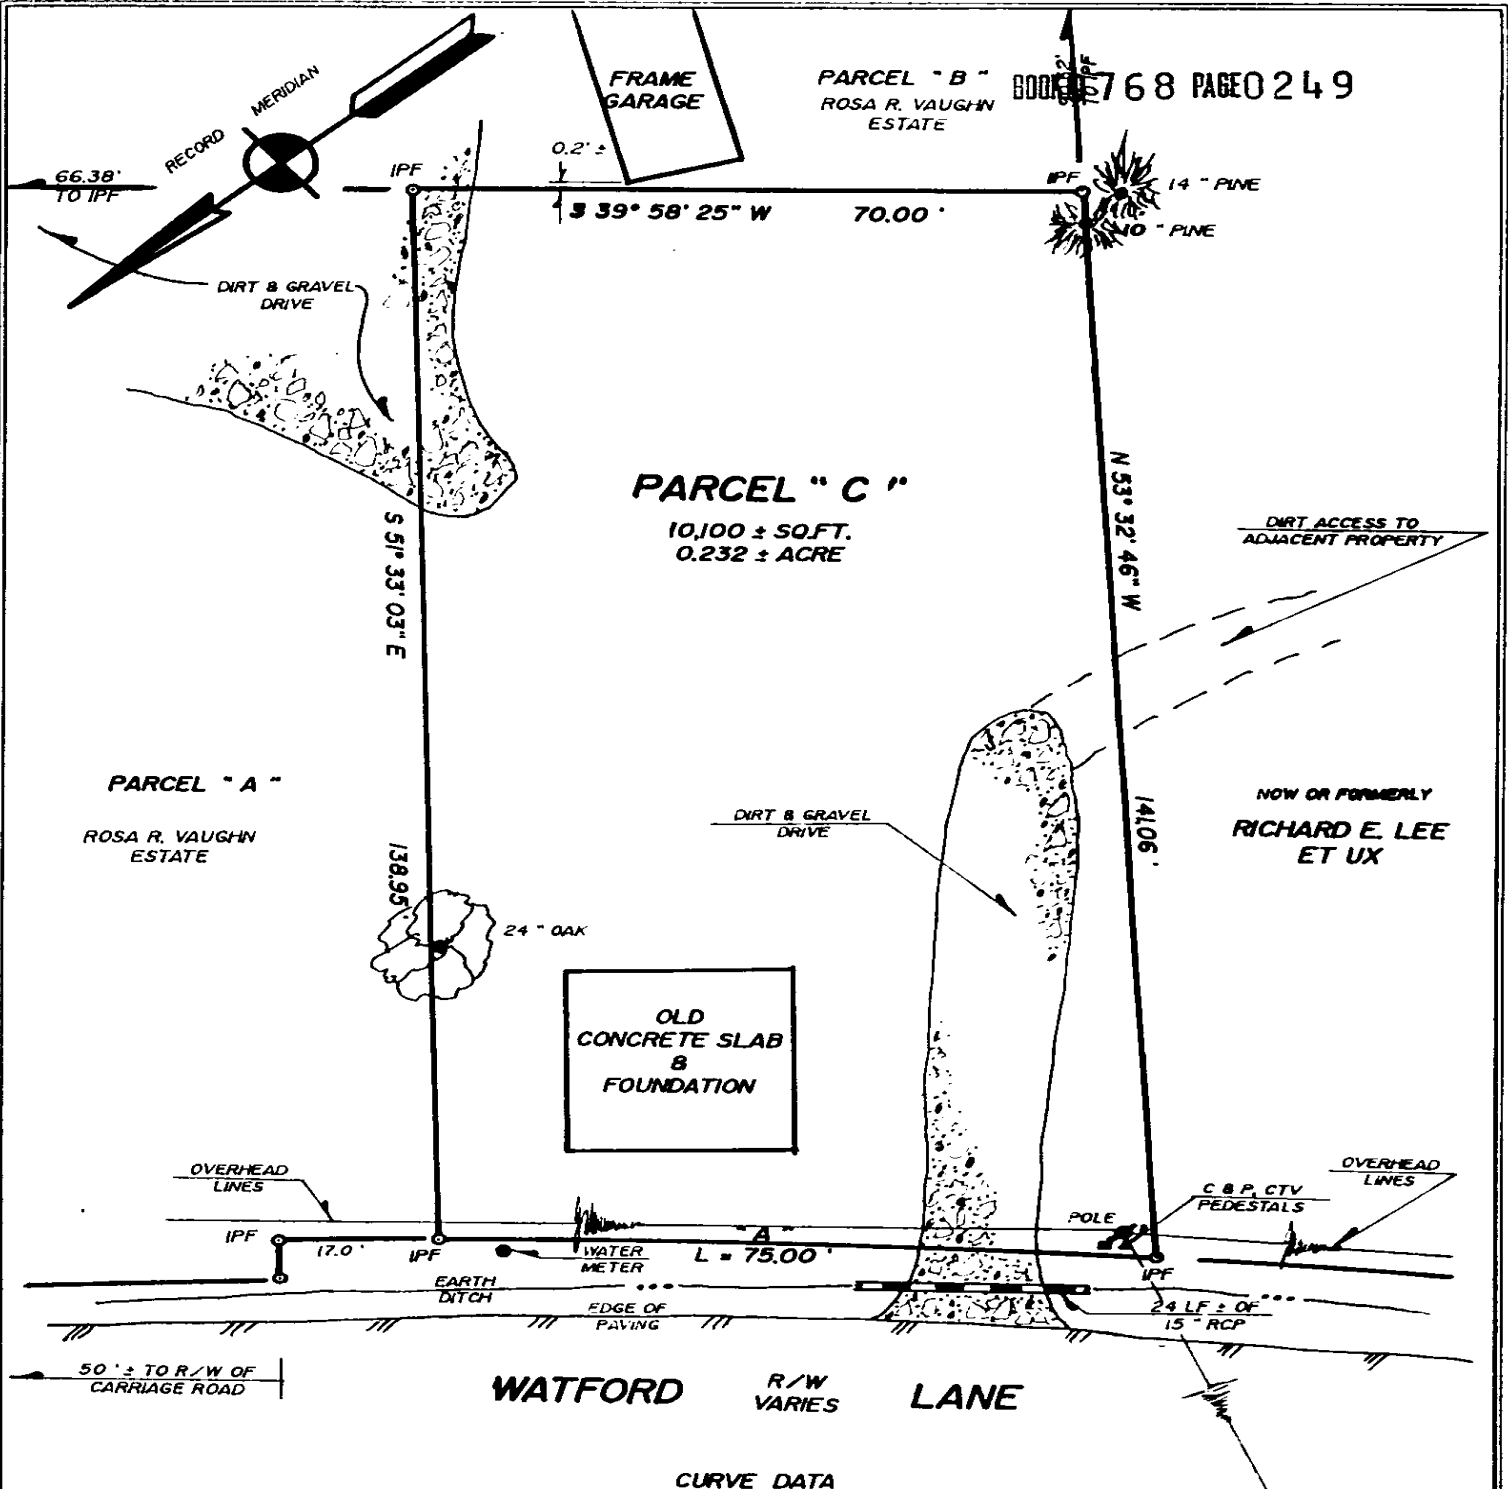 FRAME
GARAGE
PARCEL "B"
ROSA R. VAUGHN
ESTATE
BOOK 768 PAGE 0249
RECORD MERIDIAN
66.38'
TO IPF
IPF
0.2' ±
S 39° 58' 25" W 70.00'
IPF
TO IPF
14" PINE
10" PINE
DIRT & GRAVEL
DRIVE
PARCEL "C"
10,100 ± SQ.FT.
0.232 ± ACRE
S 51° 33' 03" E
138.95'
N 53° 32' 46" W
141.06'
DIRT ACCESS TO
ADJACENT PROPERTY
PARCEL "A"
ROSA R. VAUGHN
ESTATE
DIRT & GRAVEL
DRIVE
NOW OR FORMERLY
RICHARD E. LEE
ET UX
24" OAK
OLD
CONCRETE SLAB
&
FOUNDATION
OVERHEAD
LINES
OVERHEAD
LINES
C & P, CTV
PEDESTALS
POLE
IPF
17.0'
IPF
WATER
METER
"A"
L = 75.00'
IPF
EARTH
DITCH
EDGE OF
PAVING
24 LF ± OF
15" RCP
50' ± TO R/W OF
CARRIAGE ROAD
WATFORD R/W LANE
VARIES
CURVE DATA